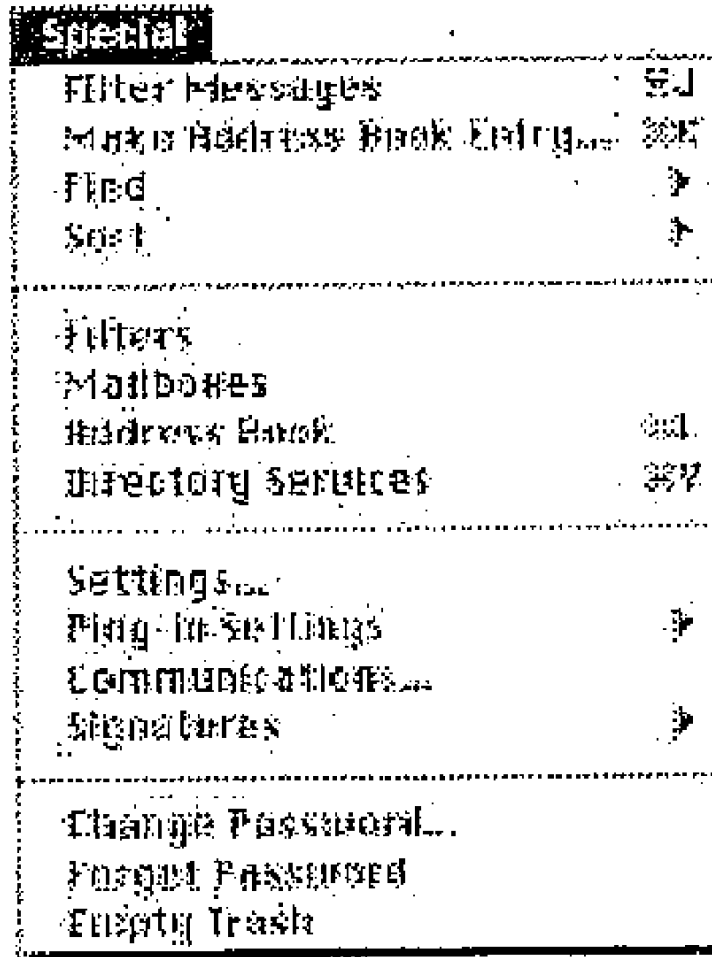 Special
Filter Messages ⌘J
Make Address Book Entry... ⌘K
Find
Sort
Filters
Mailboxes
Address Book ⌘L
Directory Services ⌘Y
Settings...
Plug-in Settings
Communications...
Signatures
Change Password...
Forget Password
Empty Trash